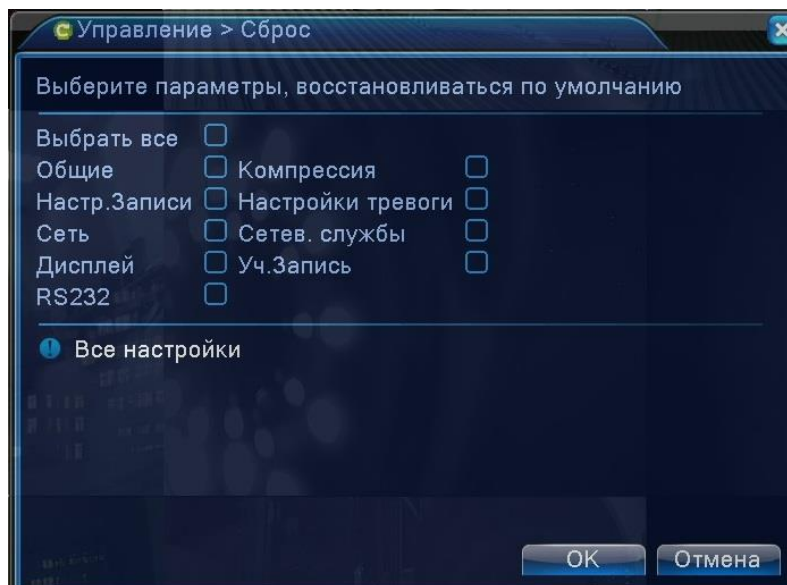 Управление > Сброс
Выберите параметры, восстановливаться по умолчанию
Выбрать все
Общие Компрессия
Настр.Записи Настройки тревоги
Сеть Сетев. службы
Дисплей Уч.Запись
RS232
Все настройки
OK Отмена